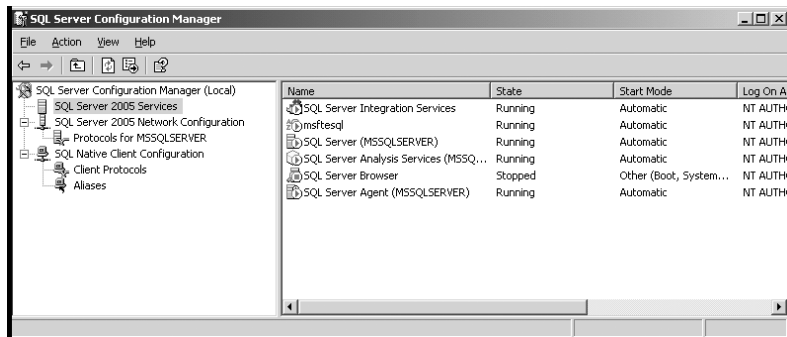 SQL Server Configuration Manager
File Action View Help
SQL Server Configuration Manager (Local)
SQL Server 2005 Services
SQL Server 2005 Network Configuration
Protocols for MSSQLSERVER
SQL Native Client Configuration
Client Protocols
Aliases
Name State Start Mode Log On A
SQL Server Integration Services Running Automatic NT AUTH
msftesql Running Automatic NT AUTH
SQL Server (MSSQLSERVER) Running Automatic NT AUTH
SQL Server Analysis Services (MSSQ... Running Automatic NT AUTH
SQL Server Browser Stopped Other (Boot, System... NT AUTH
SQL Server Agent (MSSQLSERVER) Running Automatic NT AUTH